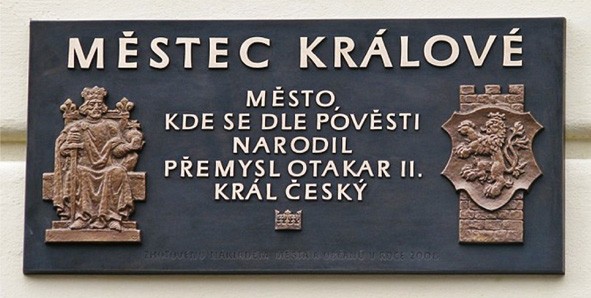 MĚSTEC KRÁLOVÉ
MĚSTO,
KDE SE DLE POVĚSTI
NARODIL
PŘEMYSL OTAKAR II.
KRÁL ČESKÝ